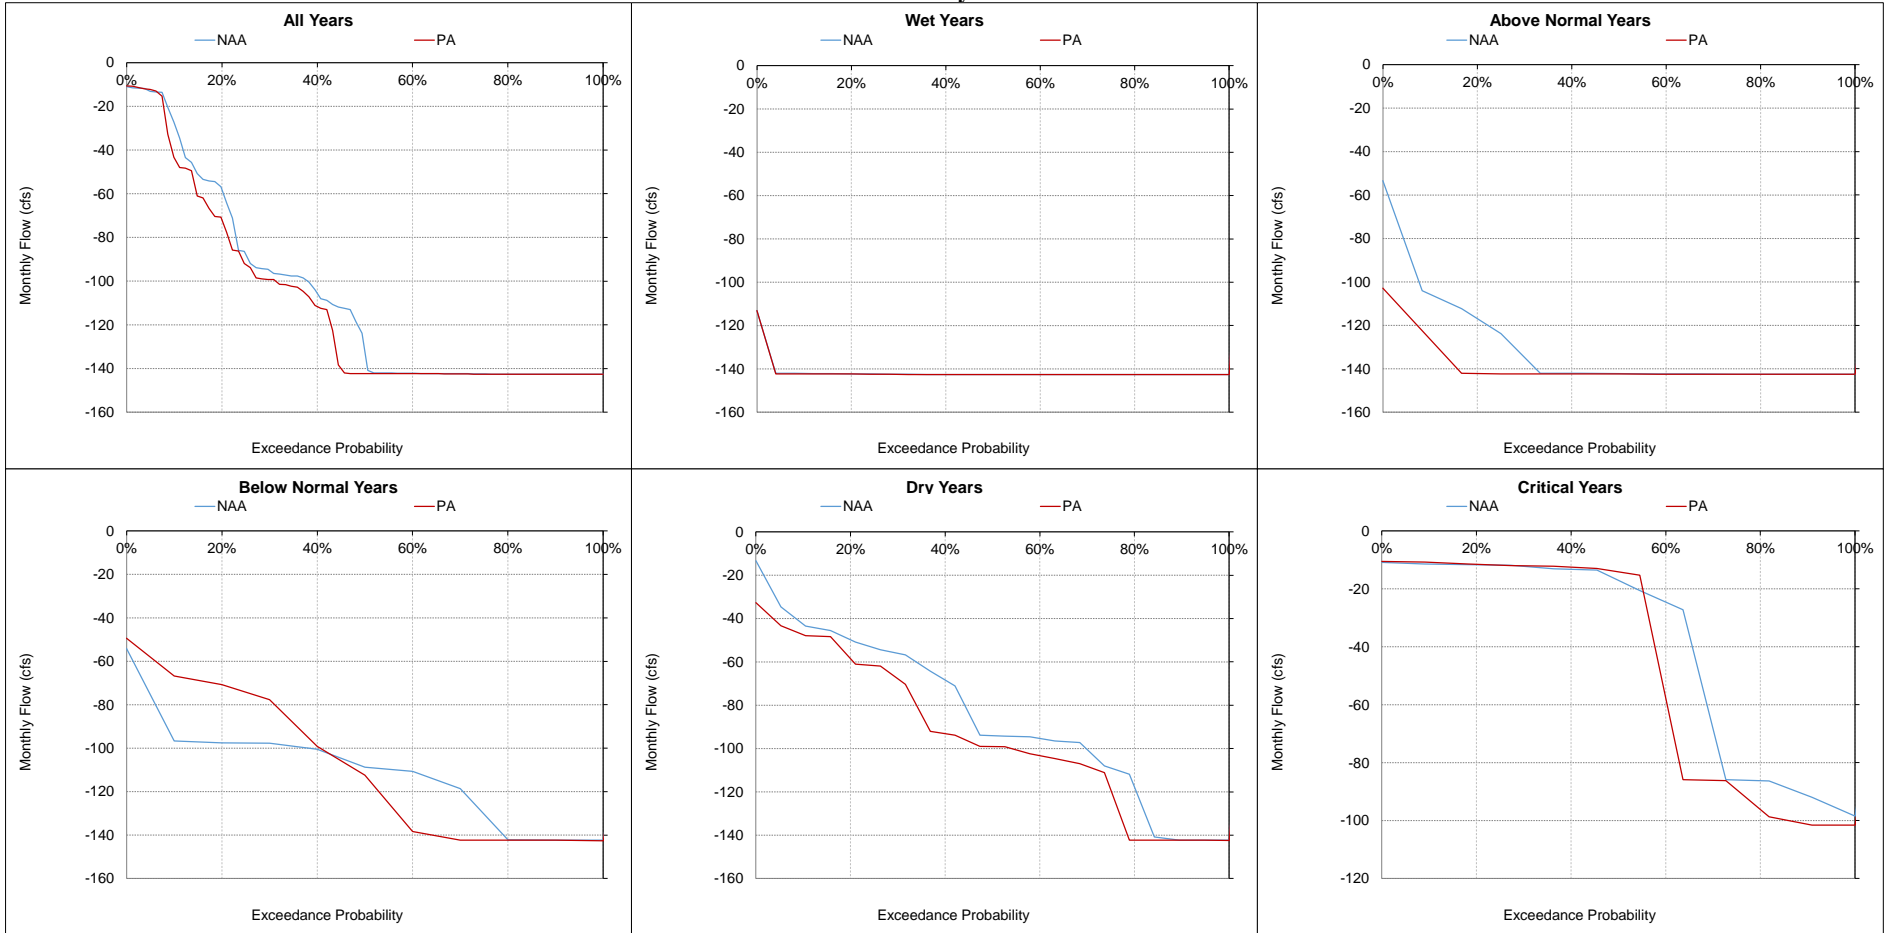 All Years
NAA PA
0
-20
-40
-60
-80
-100
-120
-140
-160
0% 20% 40% 60% 80% 100%
Monthly Flow (cfs)
Exceedance Probability
Wet Years
NAA PA
0
-20
-40
-60
-80
-100
-120
-140
-160
0% 20% 40% 60% 80% 100%
Monthly Flow (cfs)
Exceedance Probability
Above Normal Years
NAA PA
0
-20
-40
-60
-80
-100
-120
-140
-160
0% 20% 40% 60% 80% 100%
Monthly Flow (cfs)
Exceedance Probability
Below Normal Years
NAA PA
0
-20
-40
-60
-80
-100
-120
-140
-160
0% 20% 40% 60% 80% 100%
Monthly Flow (cfs)
Exceedance Probability
Dry Years
NAA PA
0
-20
-40
-60
-80
-100
-120
-140
-160
0% 20% 40% 60% 80% 100%
Monthly Flow (cfs)
Exceedance Probability
Critical Years
NAA PA
0
-20
-40
-60
-80
-100
-120
0% 20% 40% 60% 80% 100%
Monthly Flow (cfs)
Exceedance Probability